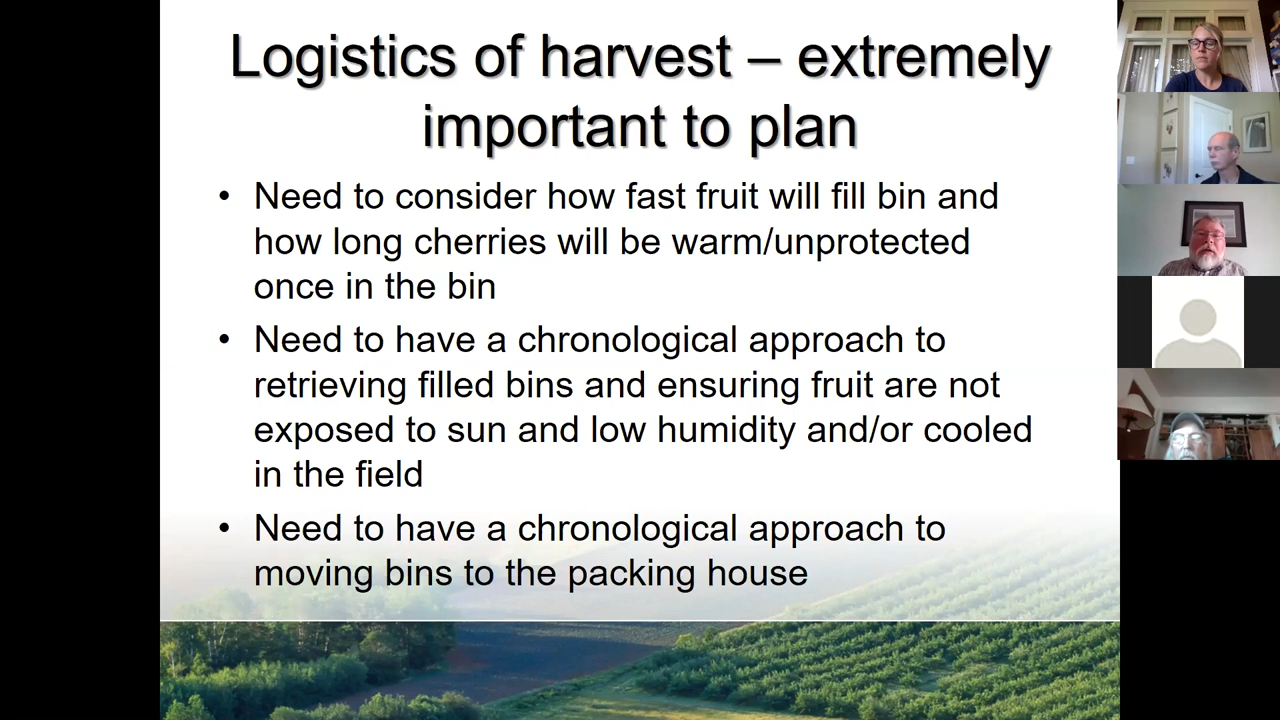 Logistics of harvest – extremely
important to plan
• Need to consider how fast fruit will fill bin and
how long cherries will be warm/unprotected
once in the bin
• Need to have a chronological approach to
retrieving filled bins and ensuring fruit are not
exposed to sun and low humidity and/or cooled
in the field
• Need to have a chronological approach to
moving bins to the packing house